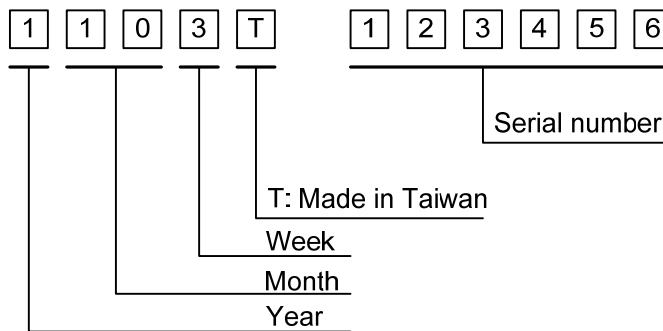 1 1 0 3 T 1 2 3 4 5 6
Serial number
T: Made in Taiwan
Week
Month
Year